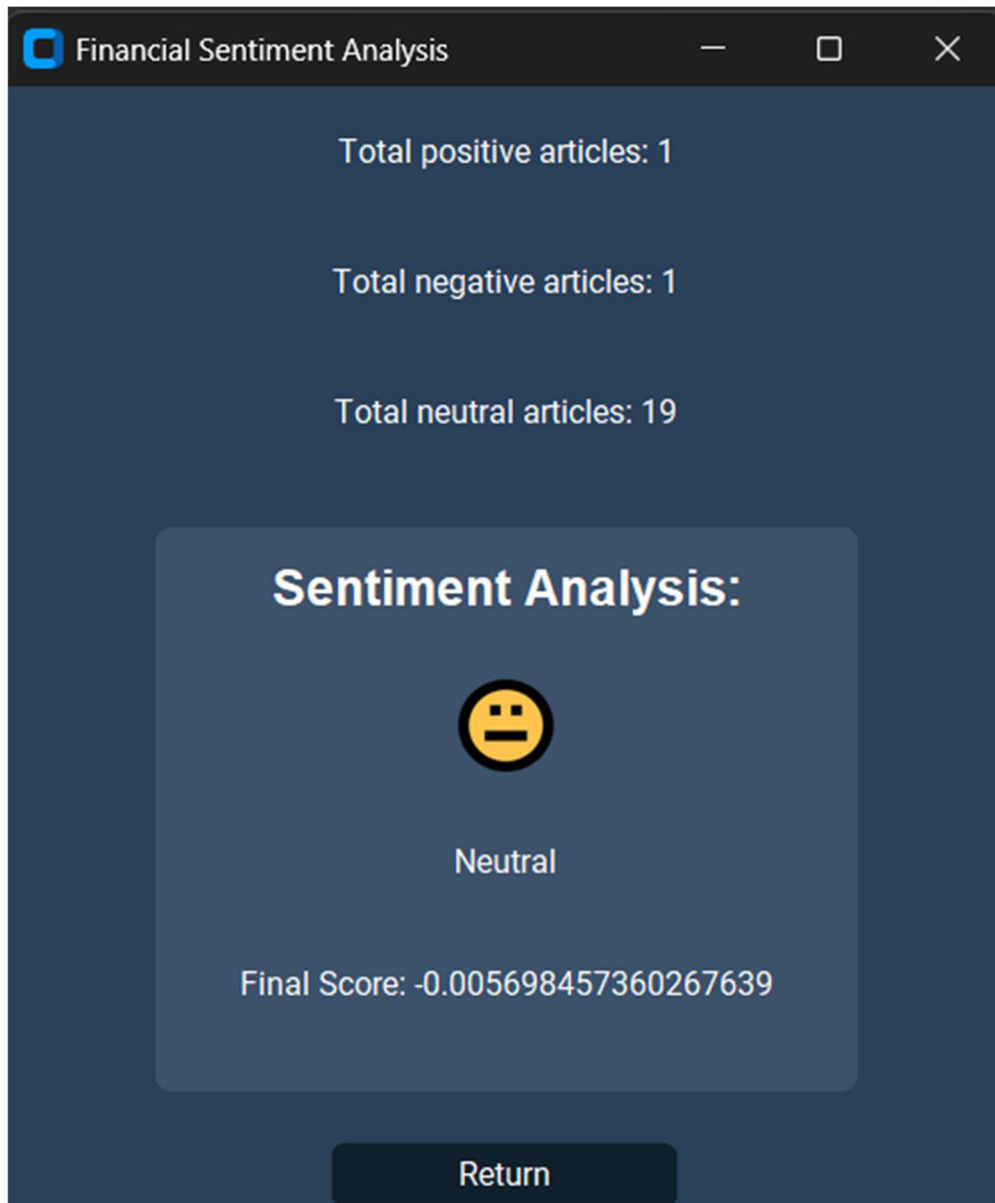 Financial Sentiment Analysis
Total positive articles: 1
Total negative articles: 1
Total neutral articles: 19
Sentiment Analysis:
Neutral
Final Score: -0.005698457360267639
Return